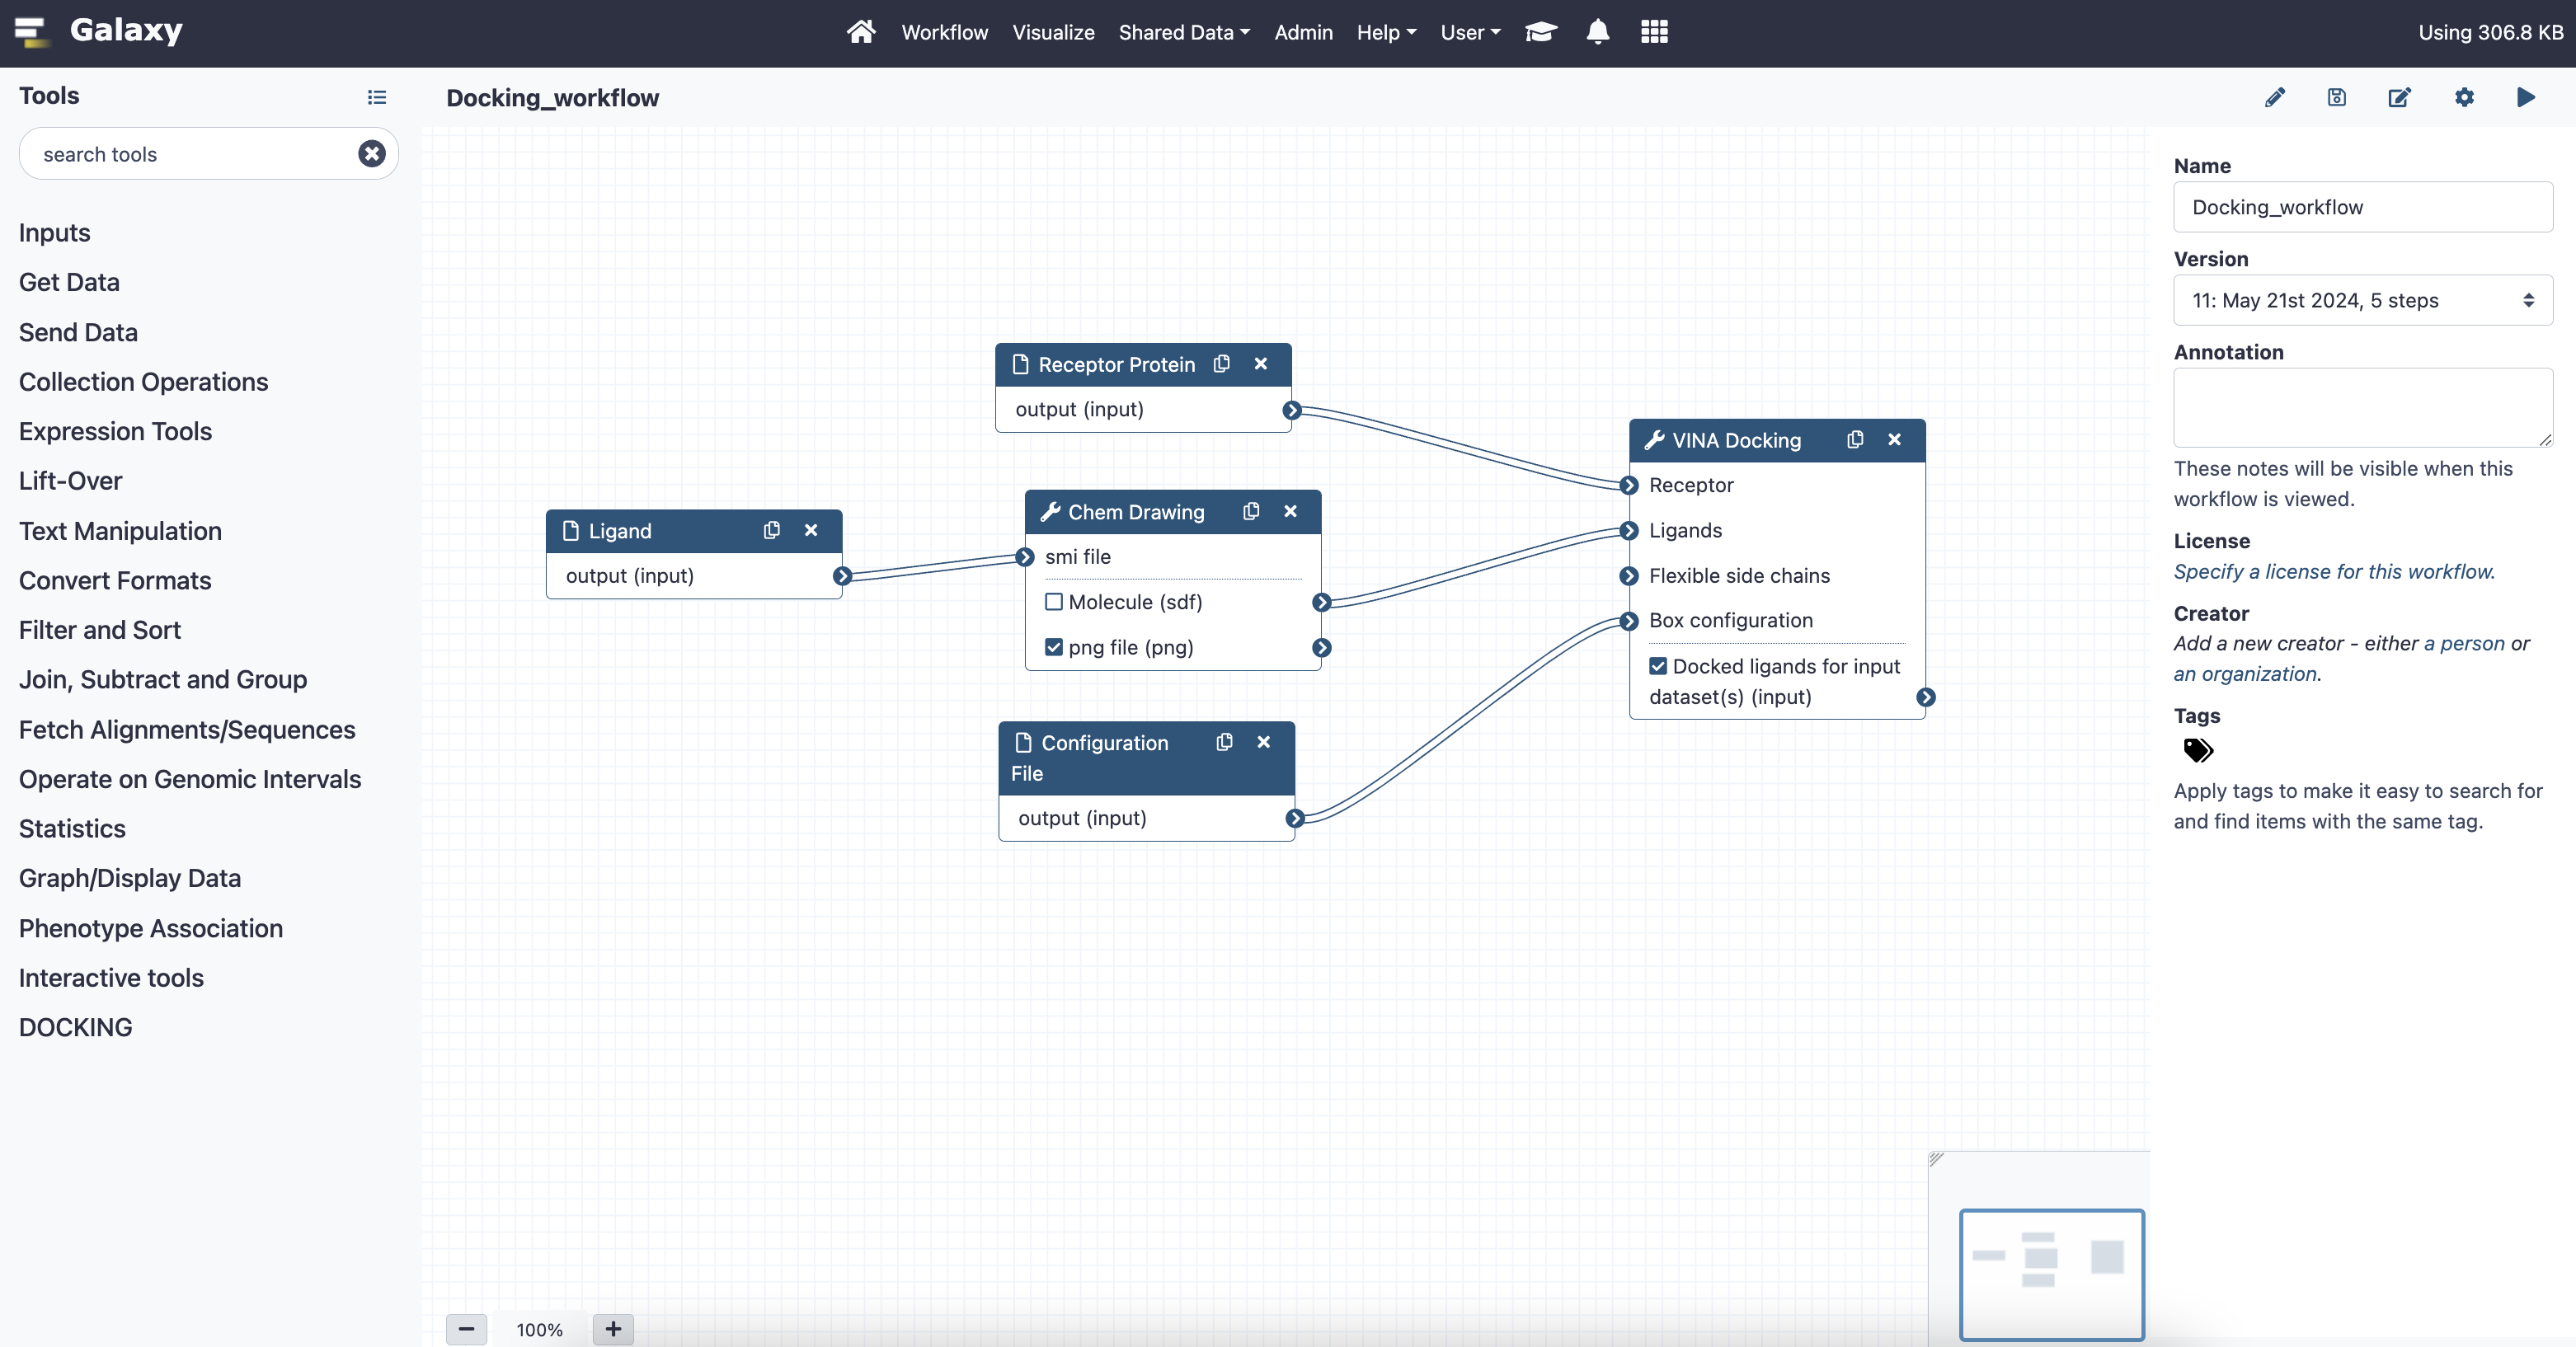 Galaxy
Workflow
Visualize
Shared Data
Admin
Help
User
Using 306.8 KB
Tools
search tools
Inputs
Get Data
Send Data
Collection Operations
Expression Tools
Lift-Over
Text Manipulation
Convert Formats
Filter and Sort
Join, Subtract and Group
Fetch Alignments/Sequences
Operate on Genomic Intervals
Statistics
Graph/Display Data
Phenotype Association
Interactive tools
DOCKING
Docking_workflow
Ligand
output (input)
Receptor Protein
output (input)
Chem Drawing
smi file
Molecule (sdf)
png file (png)
Configuration
File
output (input)
VINA Docking
Receptor
Ligands
Flexible side chains
Box configuration
Docked ligands for input
dataset(s) (input)
100%
Name
Docking_workflow
Version
11: May 21st 2024, 5 steps
Annotation
These notes will be visible when this
workflow is viewed.
License
Specify a license for this workflow.
Creator
Add a new creator - either a person or
an organization.
Tags
Apply tags to make it easy to search for
and find items with the same tag.